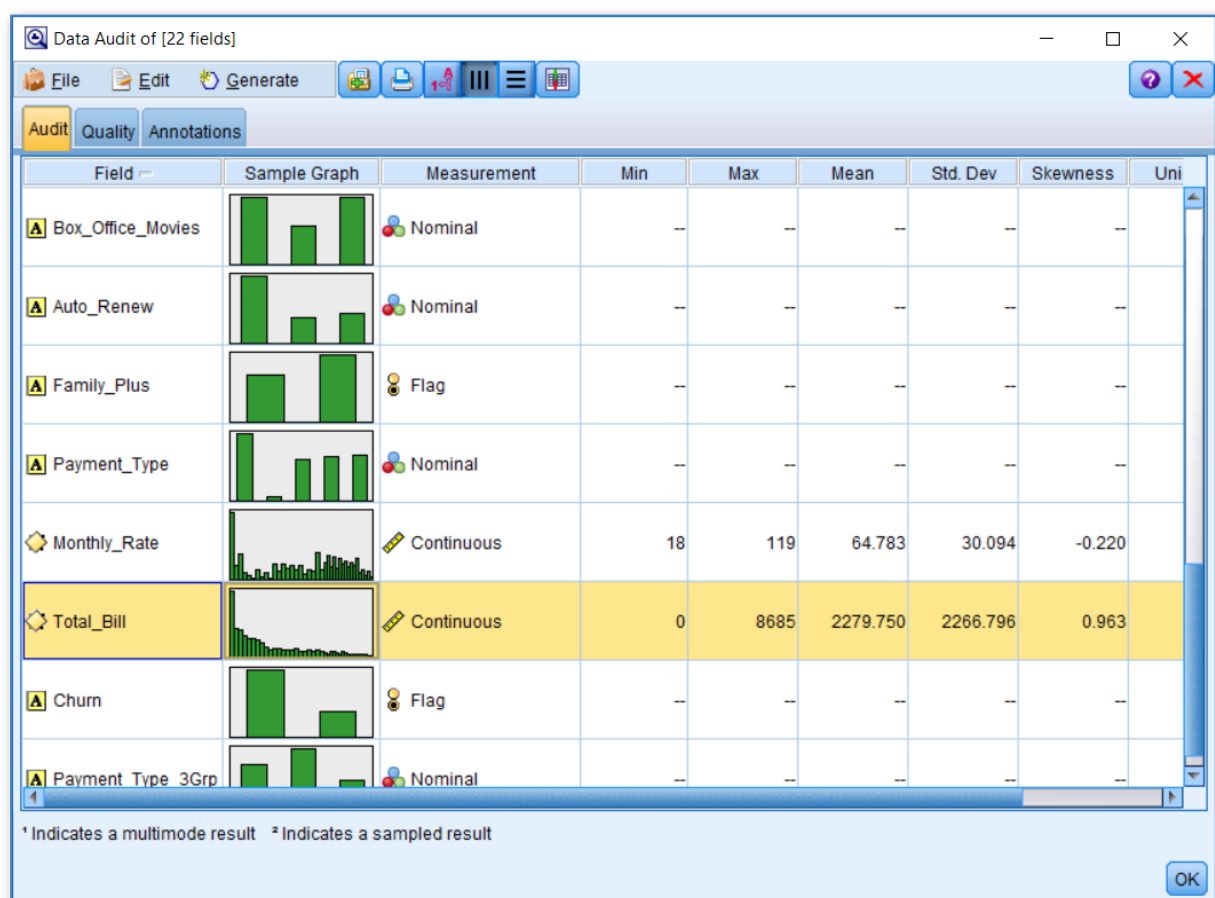 Data Audit of [22 fields]
File Edit Generate
Audit Quality Annotations
Field Sample Graph Measurement Min Max Mean Std. Dev Skewness Uni
A Box_Office_Movies Nominal -- -- -- -- --
A Auto_Renew Nominal -- -- -- -- --
A Family_Plus Flag -- -- -- -- --
A Payment_Type Nominal -- -- -- -- --
Monthly_Rate Continuous 18 119 64.783 30.094 -0.220
Total_Bill Continuous 0 8685 2279.750 2266.796 0.963
A Churn Flag -- -- -- -- --
A Payment_Type_3Grp Nominal -- -- -- -- --
¹ Indicates a multimode result ² Indicates a sampled result
OK